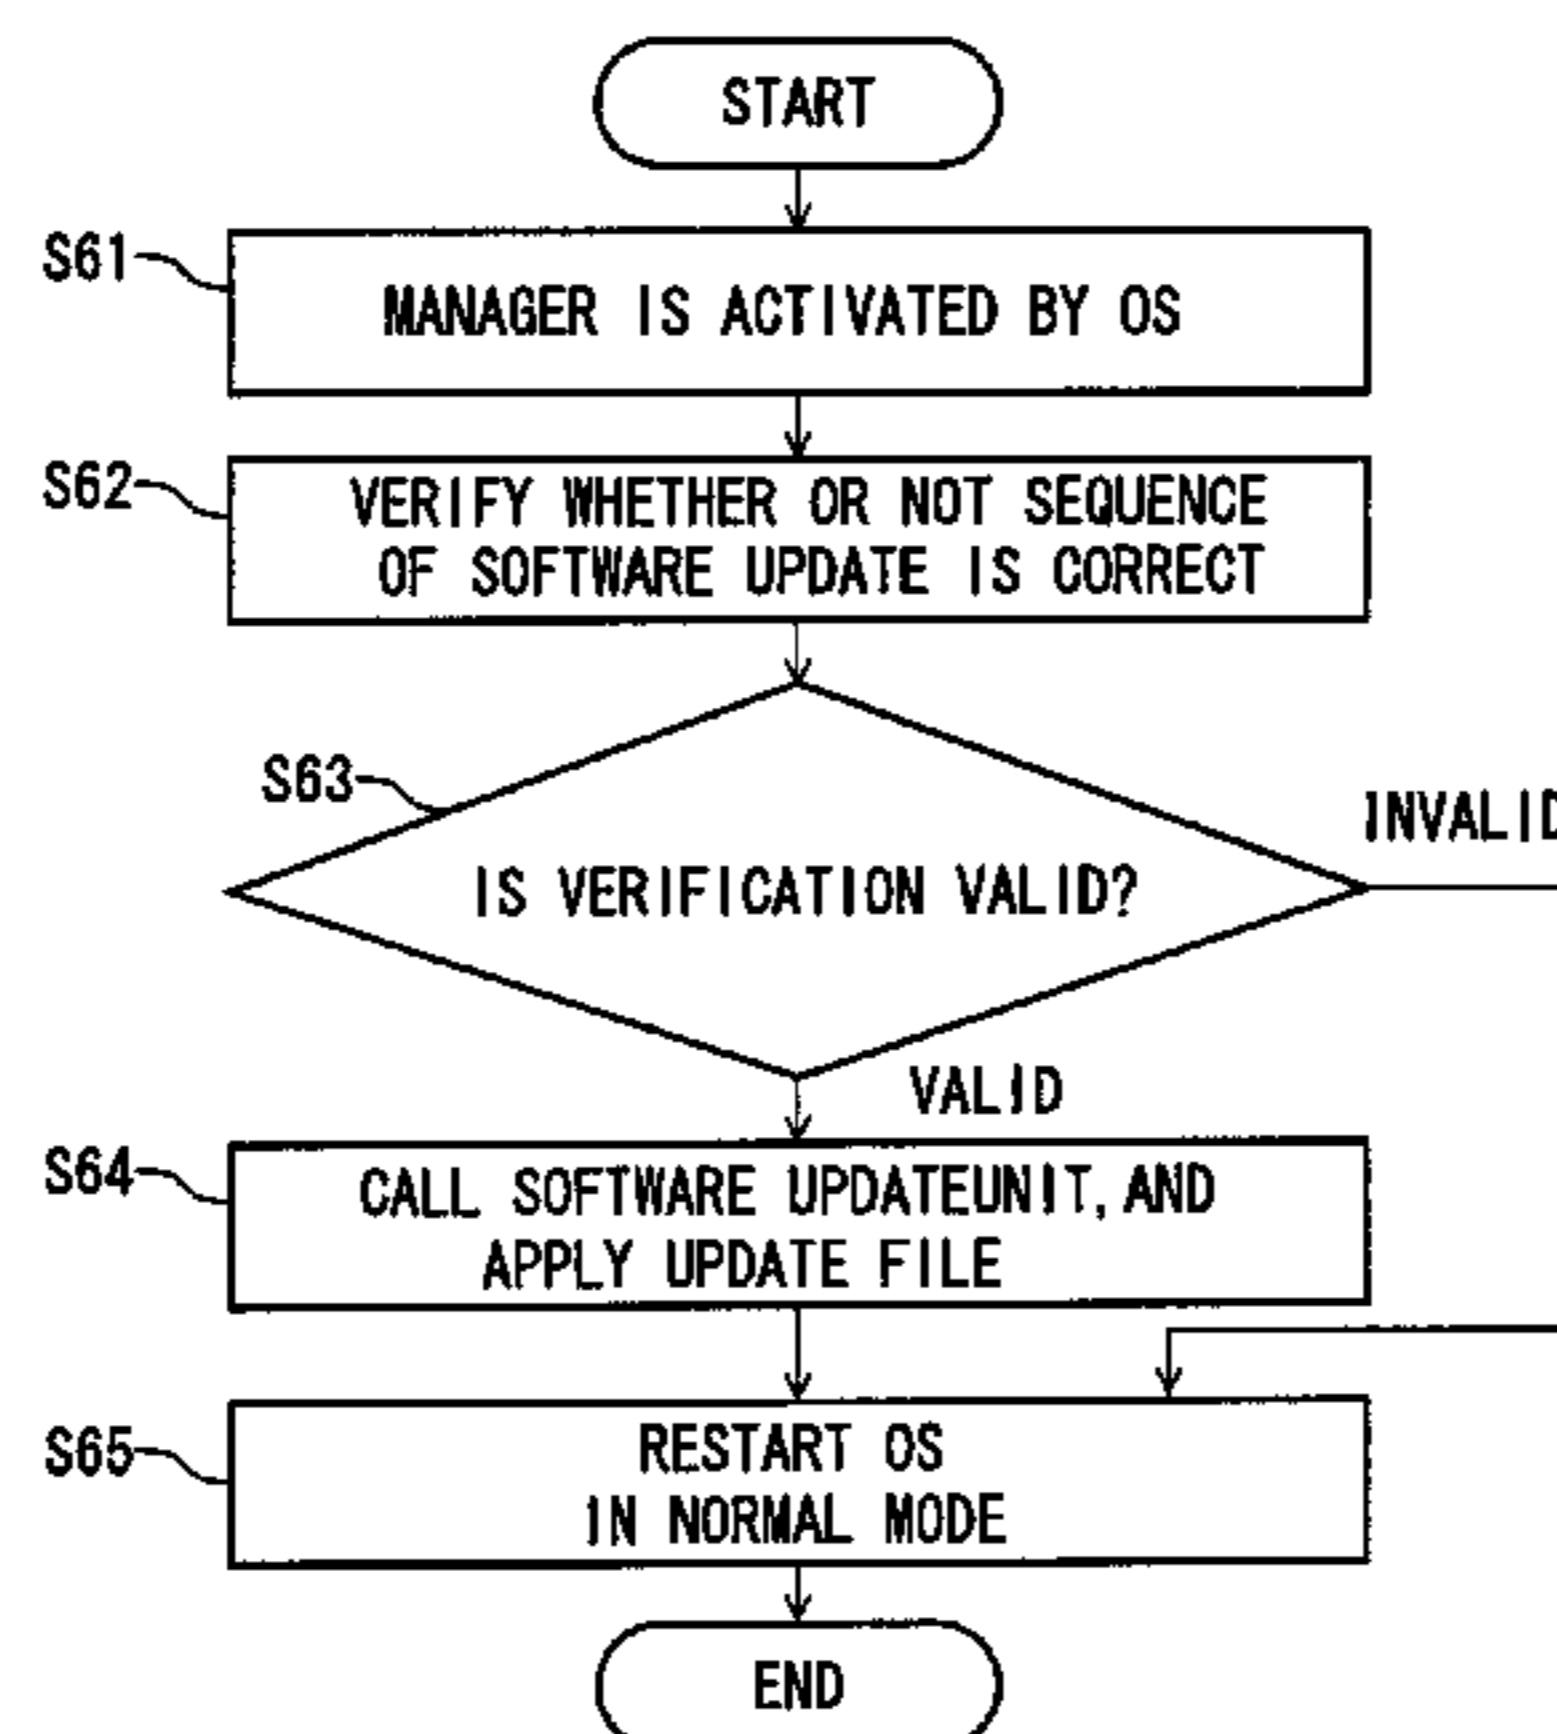 START
S61
MANAGER IS ACTIVATED BY OS
S62
VERIFY WHETHER OR NOT SEQUENCE
OF SOFTWARE UPDATE IS CORRECT
S63
IS VERIFICATION VALID?
INVALID
VALID
S64
CALL SOFTWARE UPDATEUNIT, AND
APPLY UPDATE FILE
S65
RESTART OS
IN NORMAL MODE
END